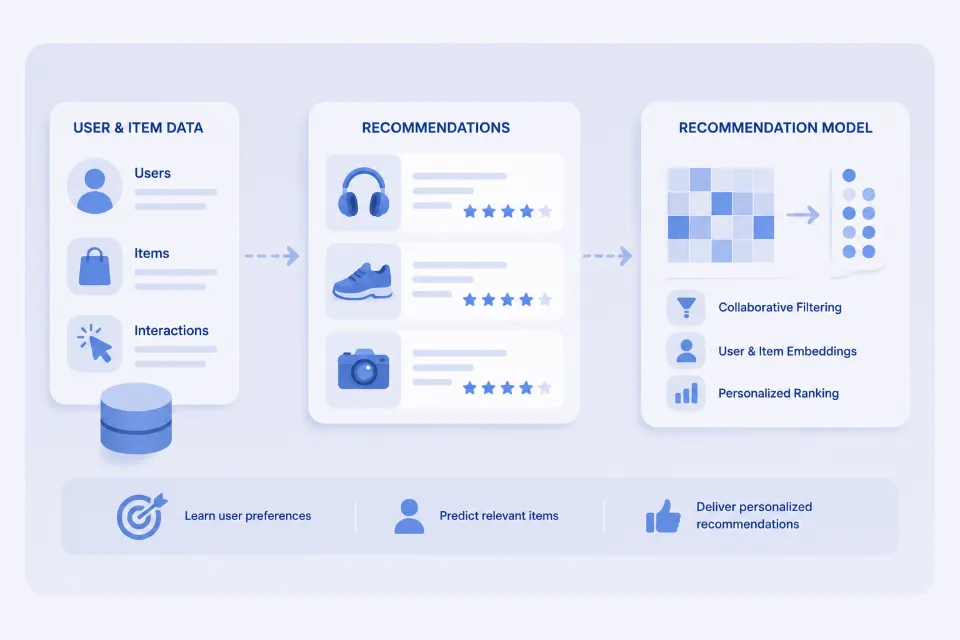 USER & ITEM DATA
Users
Items
Interactions
RECOMMENDATIONS
RECOMMENDATION MODEL
Collaborative Filtering
User & Item Embeddings
Personalized Ranking
Learn user preferences
Predict relevant items
Deliver personalized
recommendations